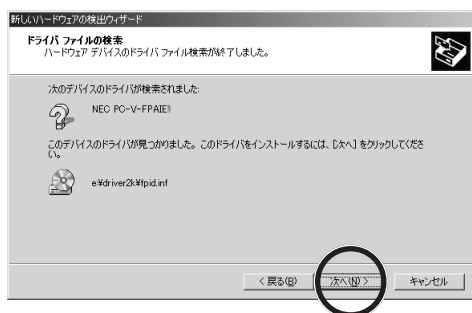 新しいハードウェアの検出ウィザード
ドライバ ファイルの検索
ハードウェア デバイスのドライバ ファイル検索が終了しました。
次のデバイスのドライバが検索されました:
NEC PC-V-FPAIE1
このデバイスのドライバが見つかりました。このドライバをインストールするには、[次へ] をクリックしてくださ
い。
e:¥driver2k¥fpid.inf
< 戻る(B)
次へ(N) >
キャンセル